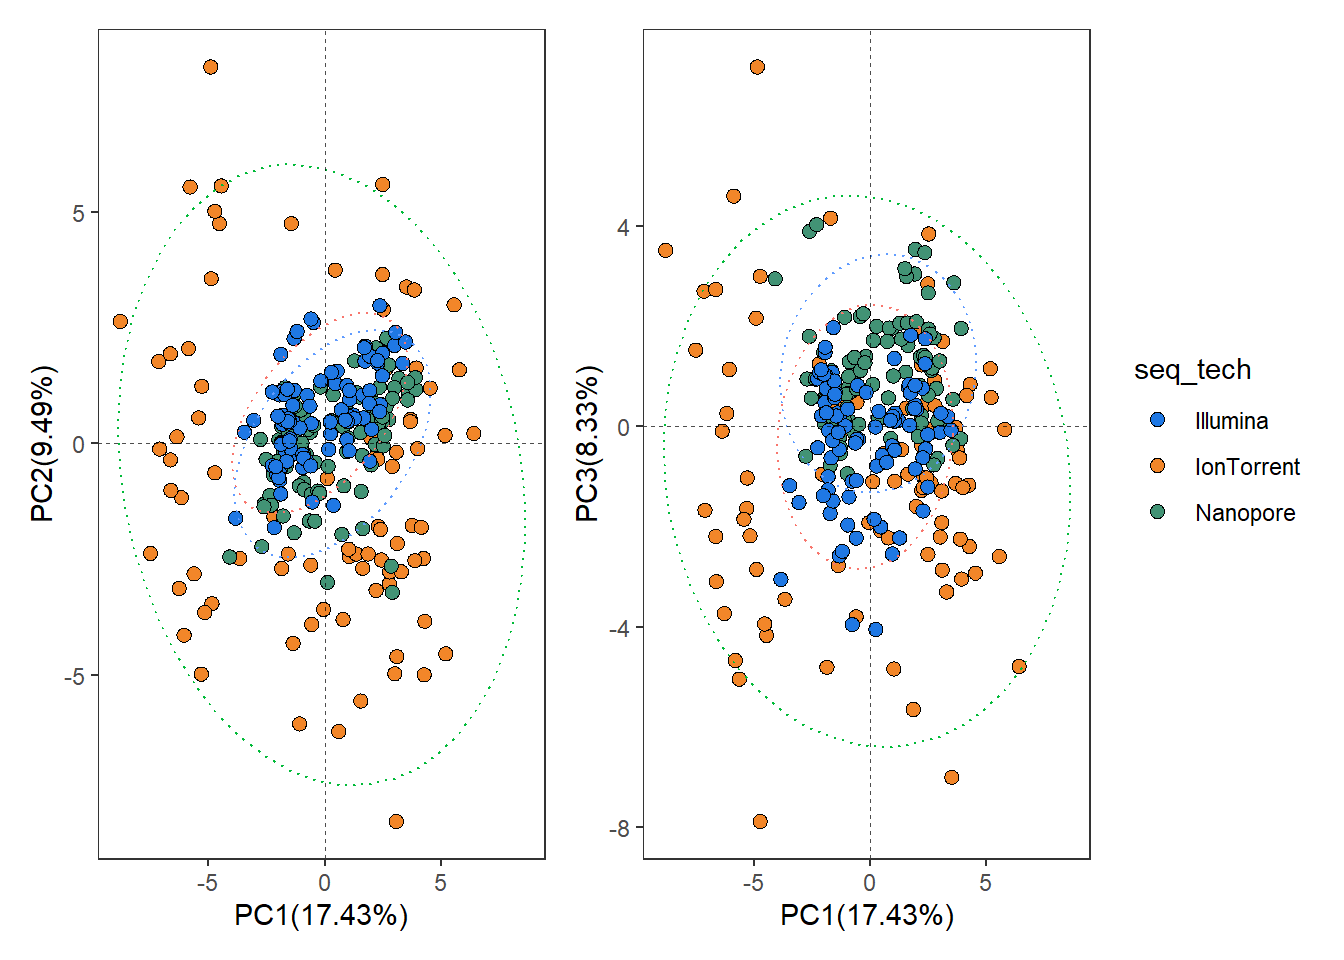 5
0
-5
PC2(9.49%)
-5
0
5
PC1(17.43%)
4
0
-4
-8
PC3(8.33%)
-5
0
5
PC1(17.43%)
seq_tech
Illumina
IonTorrent
Nanopore